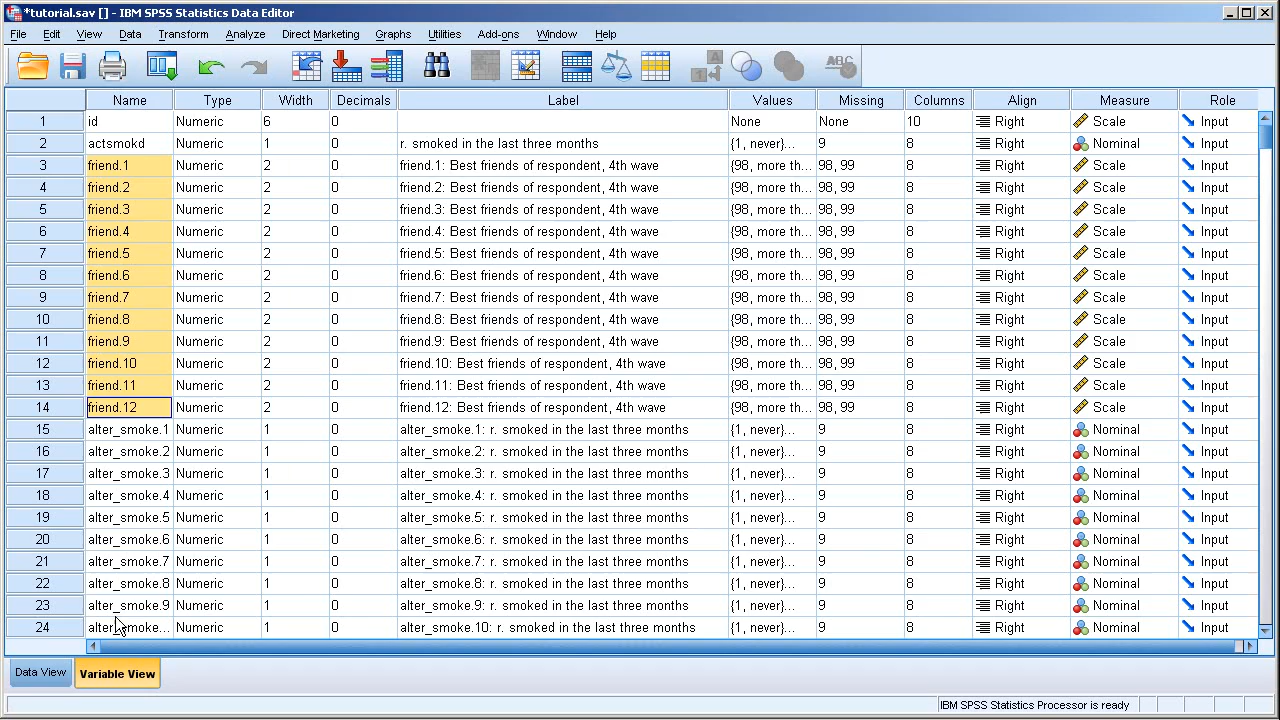 *tutorial.sav [] - IBM SPSS Statistics Data Editor
File Edit View Data Transform Analyze Direct Marketing Graphs Utilities Add-ons Window Help
Name Type Width Decimals Label Values Missing Columns Align Measure Role
1 id Numeric 6 0 None None 10 Right Scale Input
2 actsmokd Numeric 1 0 r. smoked in the last three months {1, never}... 9 8 Right Nominal Input
3 friend.1 Numeric 2 0 friend.1: Best friends of respondent, 4th wave {98, more th... 98, 99 8 Right Scale Input
4 friend.2 Numeric 2 0 friend.2: Best friends of respondent, 4th wave {98, more th... 98, 99 8 Right Scale Input
5 friend.3 Numeric 2 0 friend.3: Best friends of respondent, 4th wave {98, more th... 98, 99 8 Right Scale Input
6 friend.4 Numeric 2 0 friend.4: Best friends of respondent, 4th wave {98, more th... 98, 99 8 Right Scale Input
7 friend.5 Numeric 2 0 friend.5: Best friends of respondent, 4th wave {98, more th... 98, 99 8 Right Scale Input
8 friend.6 Numeric 2 0 friend.6: Best friends of respondent, 4th wave {98, more th... 98, 99 8 Right Scale Input
9 friend.7 Numeric 2 0 friend.7: Best friends of respondent, 4th wave {98, more th... 98, 99 8 Right Scale Input
10 friend.8 Numeric 2 0 friend.8: Best friends of respondent, 4th wave {98, more th... 98, 99 8 Right Scale Input
11 friend.9 Numeric 2 0 friend.9: Best friends of respondent, 4th wave {98, more th... 98, 99 8 Right Scale Input
12 friend.10 Numeric 2 0 friend.10: Best friends of respondent, 4th wave {98, more th... 98, 99 8 Right Scale Input
13 friend.11 Numeric 2 0 friend.11: Best friends of respondent, 4th wave {98, more th... 98, 99 8 Right Scale Input
14 friend.12 Numeric 2 0 friend.12: Best friends of respondent, 4th wave {98, more th... 98, 99 8 Right Scale Input
15 alter_smoke.1 Numeric 1 0 alter_smoke.1: r. smoked in the last three months {1, never}... 9 8 Right Nominal Input
16 alter_smoke.2 Numeric 1 0 alter_smoke.2: r. smoked in the last three months {1, never}... 9 8 Right Nominal Input
17 alter_smoke.3 Numeric 1 0 alter_smoke.3: r. smoked in the last three months {1, never}... 9 8 Right Nominal Input
18 alter_smoke.4 Numeric 1 0 alter_smoke.4: r. smoked in the last three months {1, never}... 9 8 Right Nominal Input
19 alter_smoke.5 Numeric 1 0 alter_smoke.5: r. smoked in the last three months {1, never}... 9 8 Right Nominal Input
20 alter_smoke.6 Numeric 1 0 alter_smoke.6: r. smoked in the last three months {1, never}... 9 8 Right Nominal Input
21 alter_smoke.7 Numeric 1 0 alter_smoke.7: r. smoked in the last three months {1, never}... 9 8 Right Nominal Input
22 alter_smoke.8 Numeric 1 0 alter_smoke.8: r. smoked in the last three months {1, never}... 9 8 Right Nominal Input
23 alter_smoke.9 Numeric 1 0 alter_smoke.9: r. smoked in the last three months {1, never}... 9 8 Right Nominal Input
24 alter_smoke... Numeric 1 0 alter_smoke.10: r. smoked in the last three months {1, never}... 9 8 Right Nominal Input
Data View Variable View
IBM SPSS Statistics Processor is ready